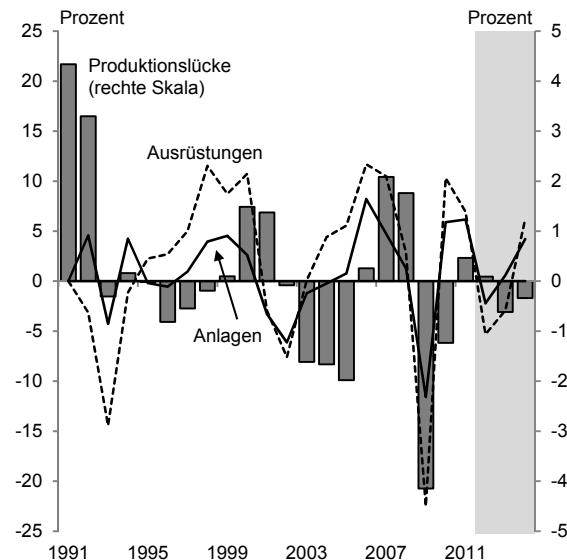 Prozent Prozent
25 5
20 4
15 3
10 2
5 1
0 0
-5 -1
-10 -2
-15 -3
-20 -4
-25 -5
Produktionslücke
(rechte Skala)
Ausrüstungen
Anlagen
1991 1995 1999 2003 2007 2011